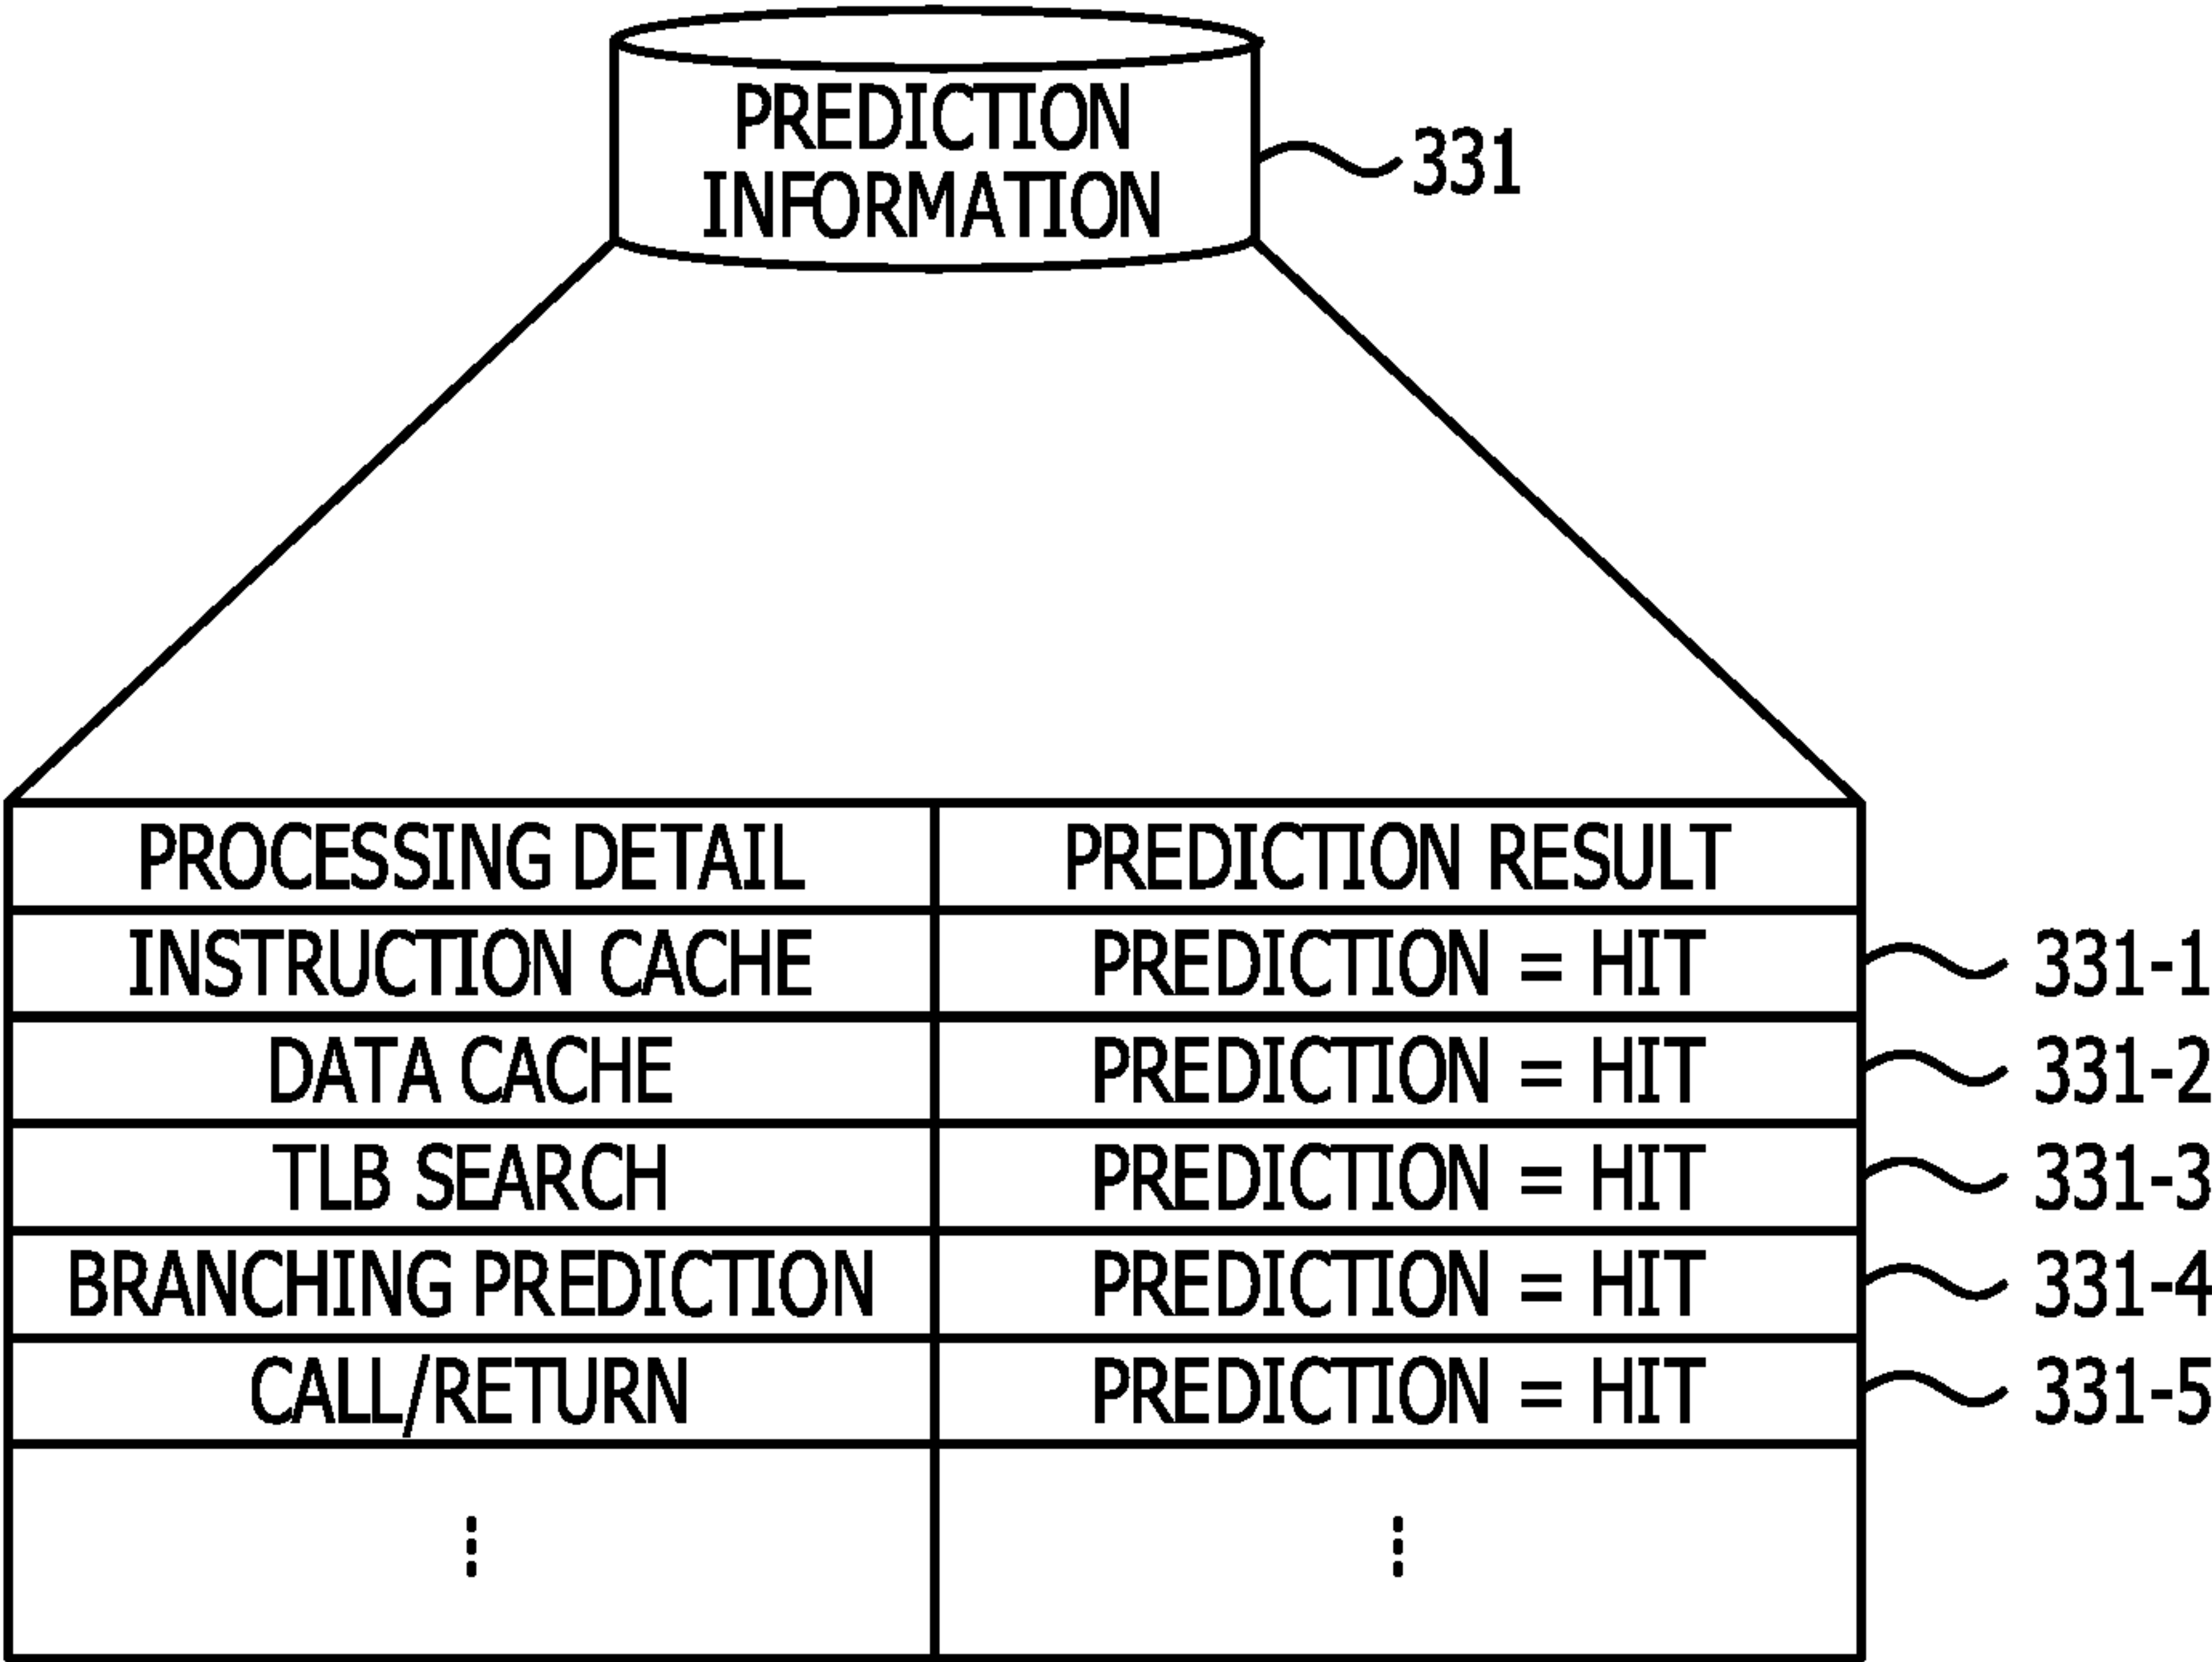 PREDICTION
INFORMATION
331
PROCESSING DETAIL PREDICTION RESULT
INSTRUCTION CACHE PREDICTION = HIT 331-1
DATA CACHE PREDICTION = HIT 331-2
TLB SEARCH PREDICTION = HIT 331-3
BRANCHING PREDICTION PREDICTION = HIT 331-4
CALL/RETURN PREDICTION = HIT 331-5